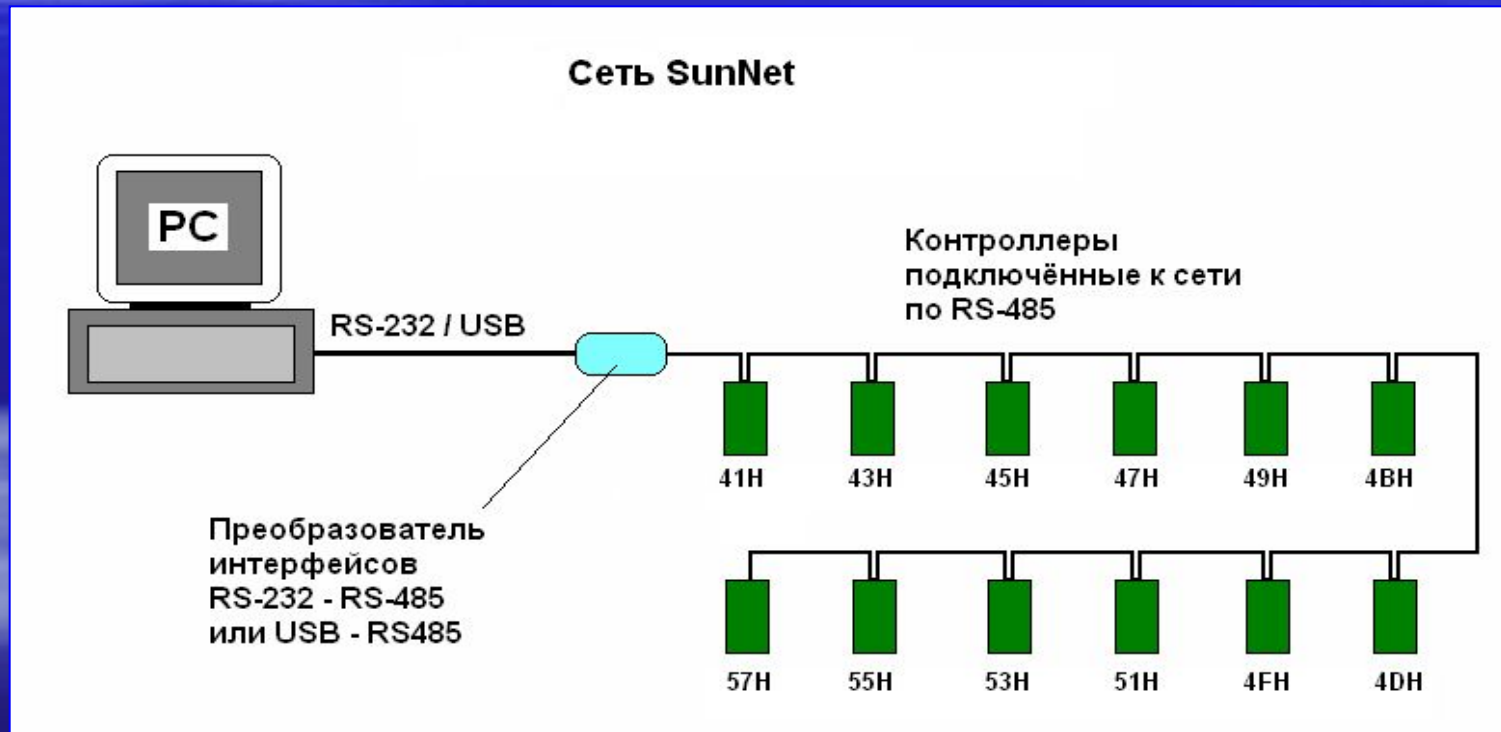 Сеть SunNet
PC
RS-232 / USB
Контроллеры
подключённые к сети
по RS-485
41H 43H 45H 47H 49H 4BH
Преобразователь
интерфейсов
RS-232 - RS-485
или USB - RS485
57H 55H 53H 51H 4FH 4DH